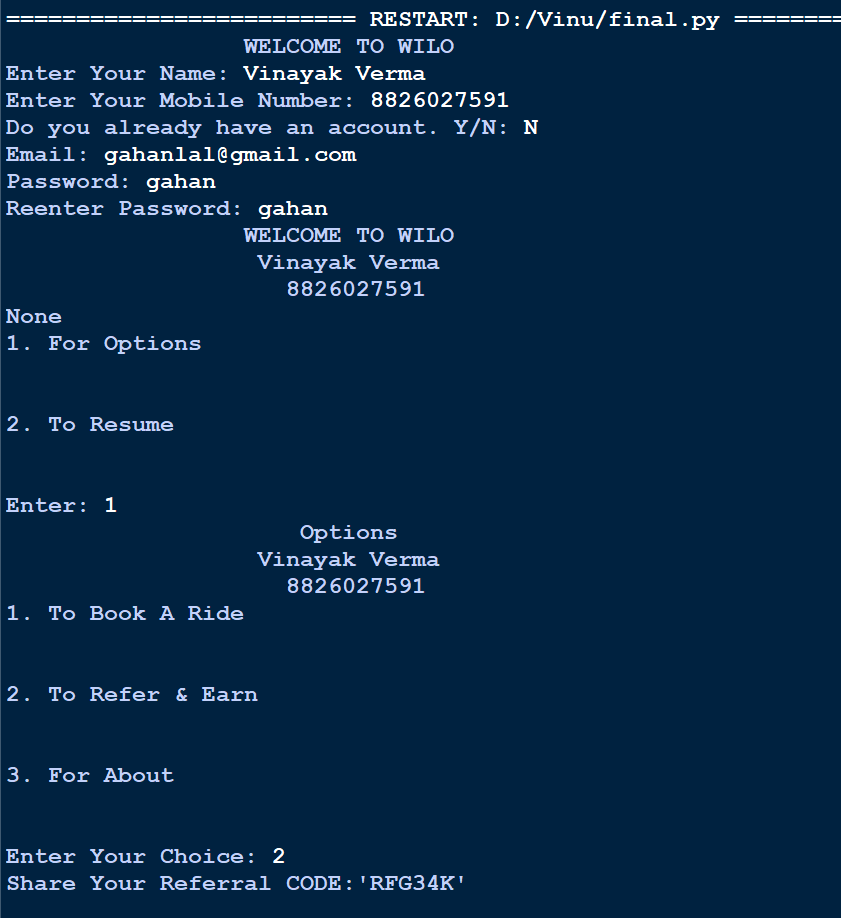 ========================= RESTART: D:/Vinu/final.py ========
WELCOME TO WILO
Enter Your Name: Vinayak Verma
Enter Your Mobile Number: 8826027591
Do you already have an account. Y/N: N
Email: gahanlal@gmail.com
Password: gahan
Reenter Password: gahan
WELCOME TO WILO
Vinayak Verma
8826027591
None
1. For Options
2. To Resume
Enter: 1
Options
Vinayak Verma
8826027591
1. To Book A Ride
2. To Refer & Earn
3. For About
Enter Your Choice: 2
Share Your Referral CODE:'RFG34K'